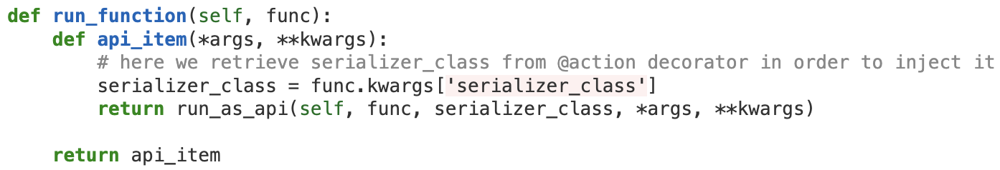 def run_function(self, func):
    def api_item(*args, **kwargs):
        # here we retrieve serializer_class from @action decorator in order to inject it
        serializer_class = func.kwargs['serializer_class']
        return run_as_api(self, func, serializer_class, *args, **kwargs)

    return api_item